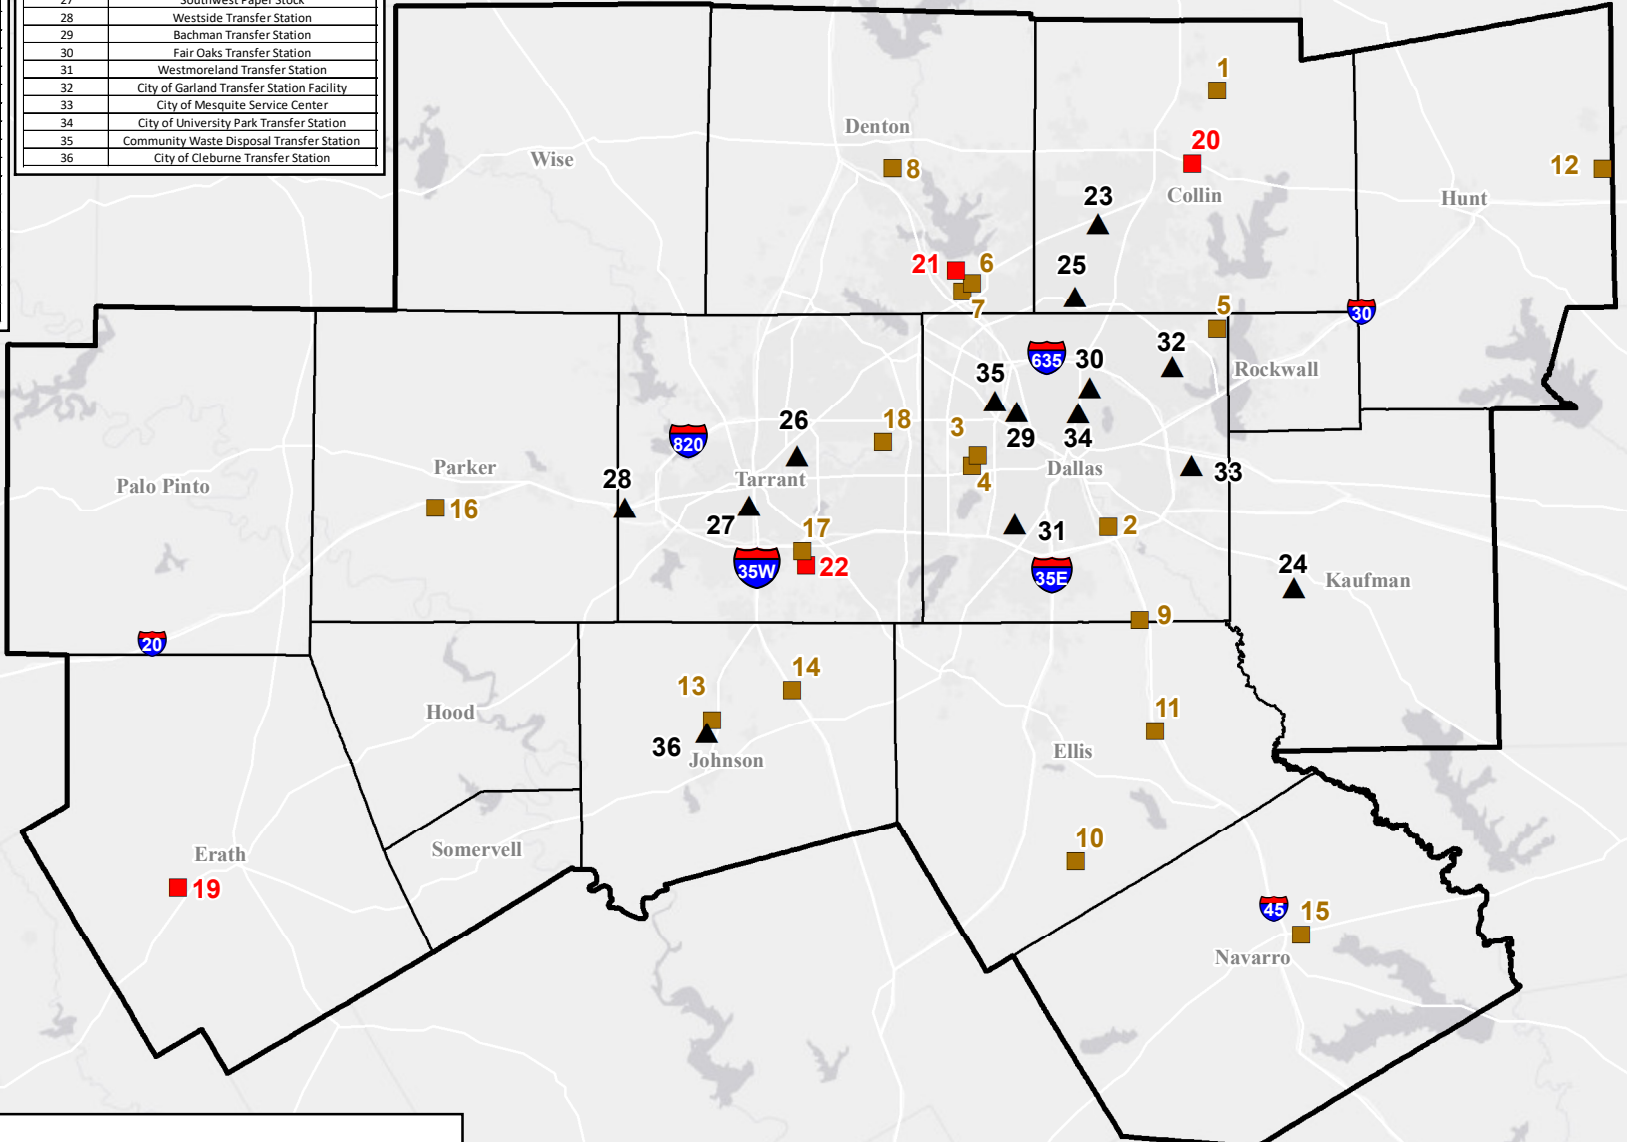 27 Southwest Paper Stock
28 Westside Transfer Station
29 Bachman Transfer Station
30 Fair Oaks Transfer Station
31 Westmoreland Transfer Station
32 City of Garland Transfer Station Facility
33 City of Mesquite Service Center
34 City of University Park Transfer Station
35 Community Waste Disposal Transfer Station
36 City of Cleburne Transfer Station
1
Denton
20
Wise
8
12
23
Collin
Hunt
21
6
25
7
5
30
635
30
32
35
Rockwall
26
18
3
29
34
820
Parker
Tarrant
Dallas
33
Palo Pinto
28
4
16
27
17
31
2
35W
22
35E
24
Kaufman
9
20
13
14
Hood
11
36
Johnson
Ellis
Erath
Somervell
10
19
45
15
Navarro